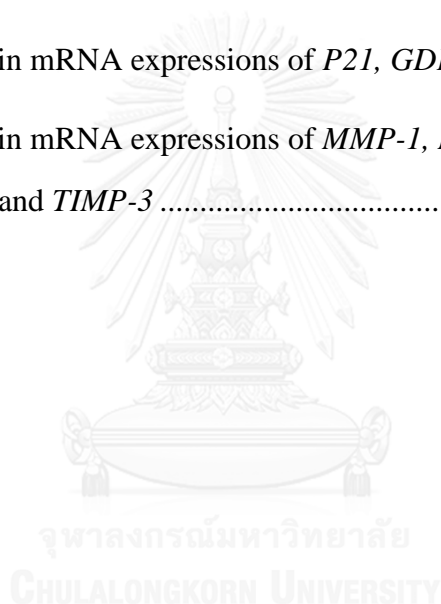 in mRNA expressions of P21, GD
in mRNA expressions of MMP-1,
and TIMP-3 ....................................
จุฬาลงกรณ์มหาวิทยาลัย
CHULALONGKORN UNIVERSITY